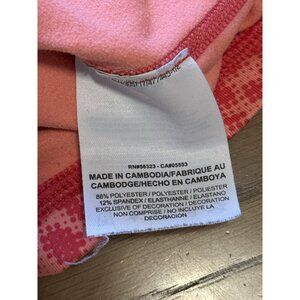 RN#56323 - CA#05553
MADE IN CAMBODIA/FABRIQUE AU
CAMBODGE/HECHO EN CAMBOYA
88% POLYESTER / POLYESTER / POLIESTER
12% SPANDEX / ELASTHANNE / ELASTANO
EXCLUSIVE OF DECORATION / DECORATION
NON COMPRISE / NO INCLUYE DECORACION